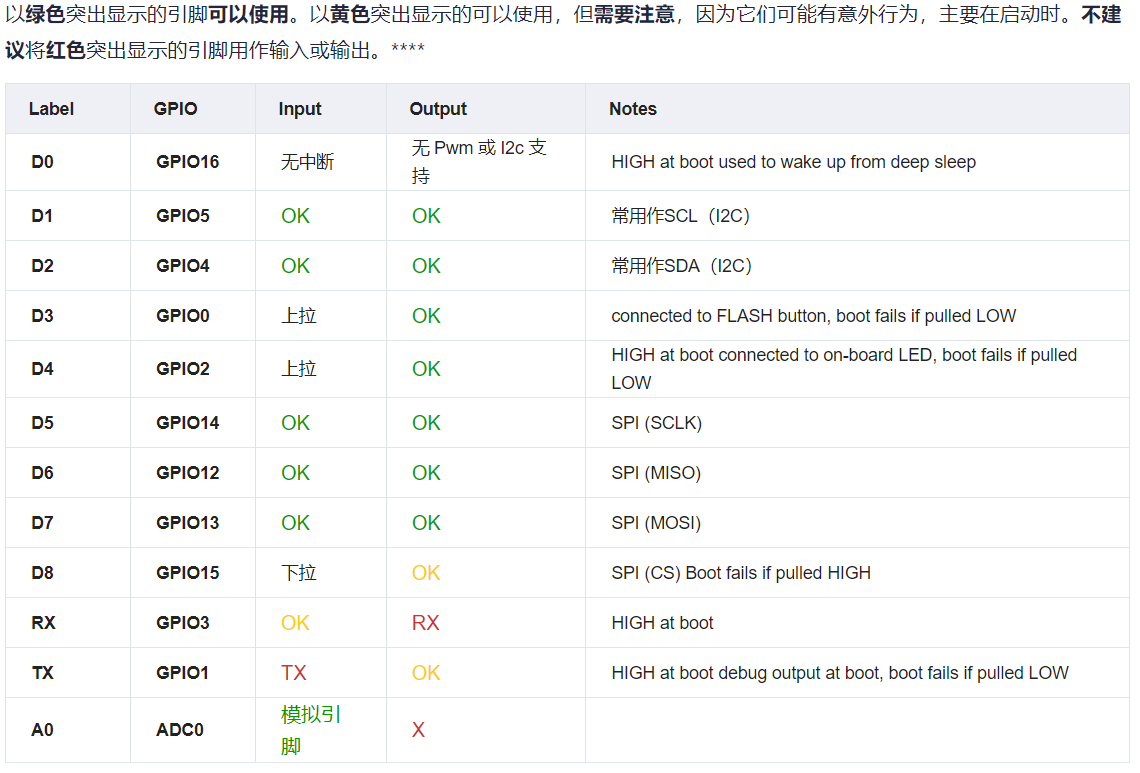 以绿色突出显示的引脚可以使用。以黄色突出显示的可以使用，但需要注意，因为它们可能有意外行为，主要在启动时。不建
议将红色突出显示的引脚用作输入或输出。****
Label GPIO Input Output Notes
D0 GPIO16 无中断 无 Pwm 或 I2c 支
持 HIGH at boot used to wake up from deep sleep
D1 GPIO5 OK OK 常用作SCL（I2C）
D2 GPIO4 OK OK 常用作SDA（I2C）
D3 GPIO0 上拉 OK connected to FLASH button, boot fails if pulled LOW
D4 GPIO2 上拉 OK HIGH at boot connected to on-board LED, boot fails if pulled
LOW
D5 GPIO14 OK OK SPI (SCLK)
D6 GPIO12 OK OK SPI (MISO)
D7 GPIO13 OK OK SPI (MOSI)
D8 GPIO15 下拉 OK SPI (CS) Boot fails if pulled HIGH
RX GPIO3 OK RX HIGH at boot
TX GPIO1 TX OK HIGH at boot debug output at boot, boot fails if pulled LOW
A0 ADC0 模拟引
脚 X